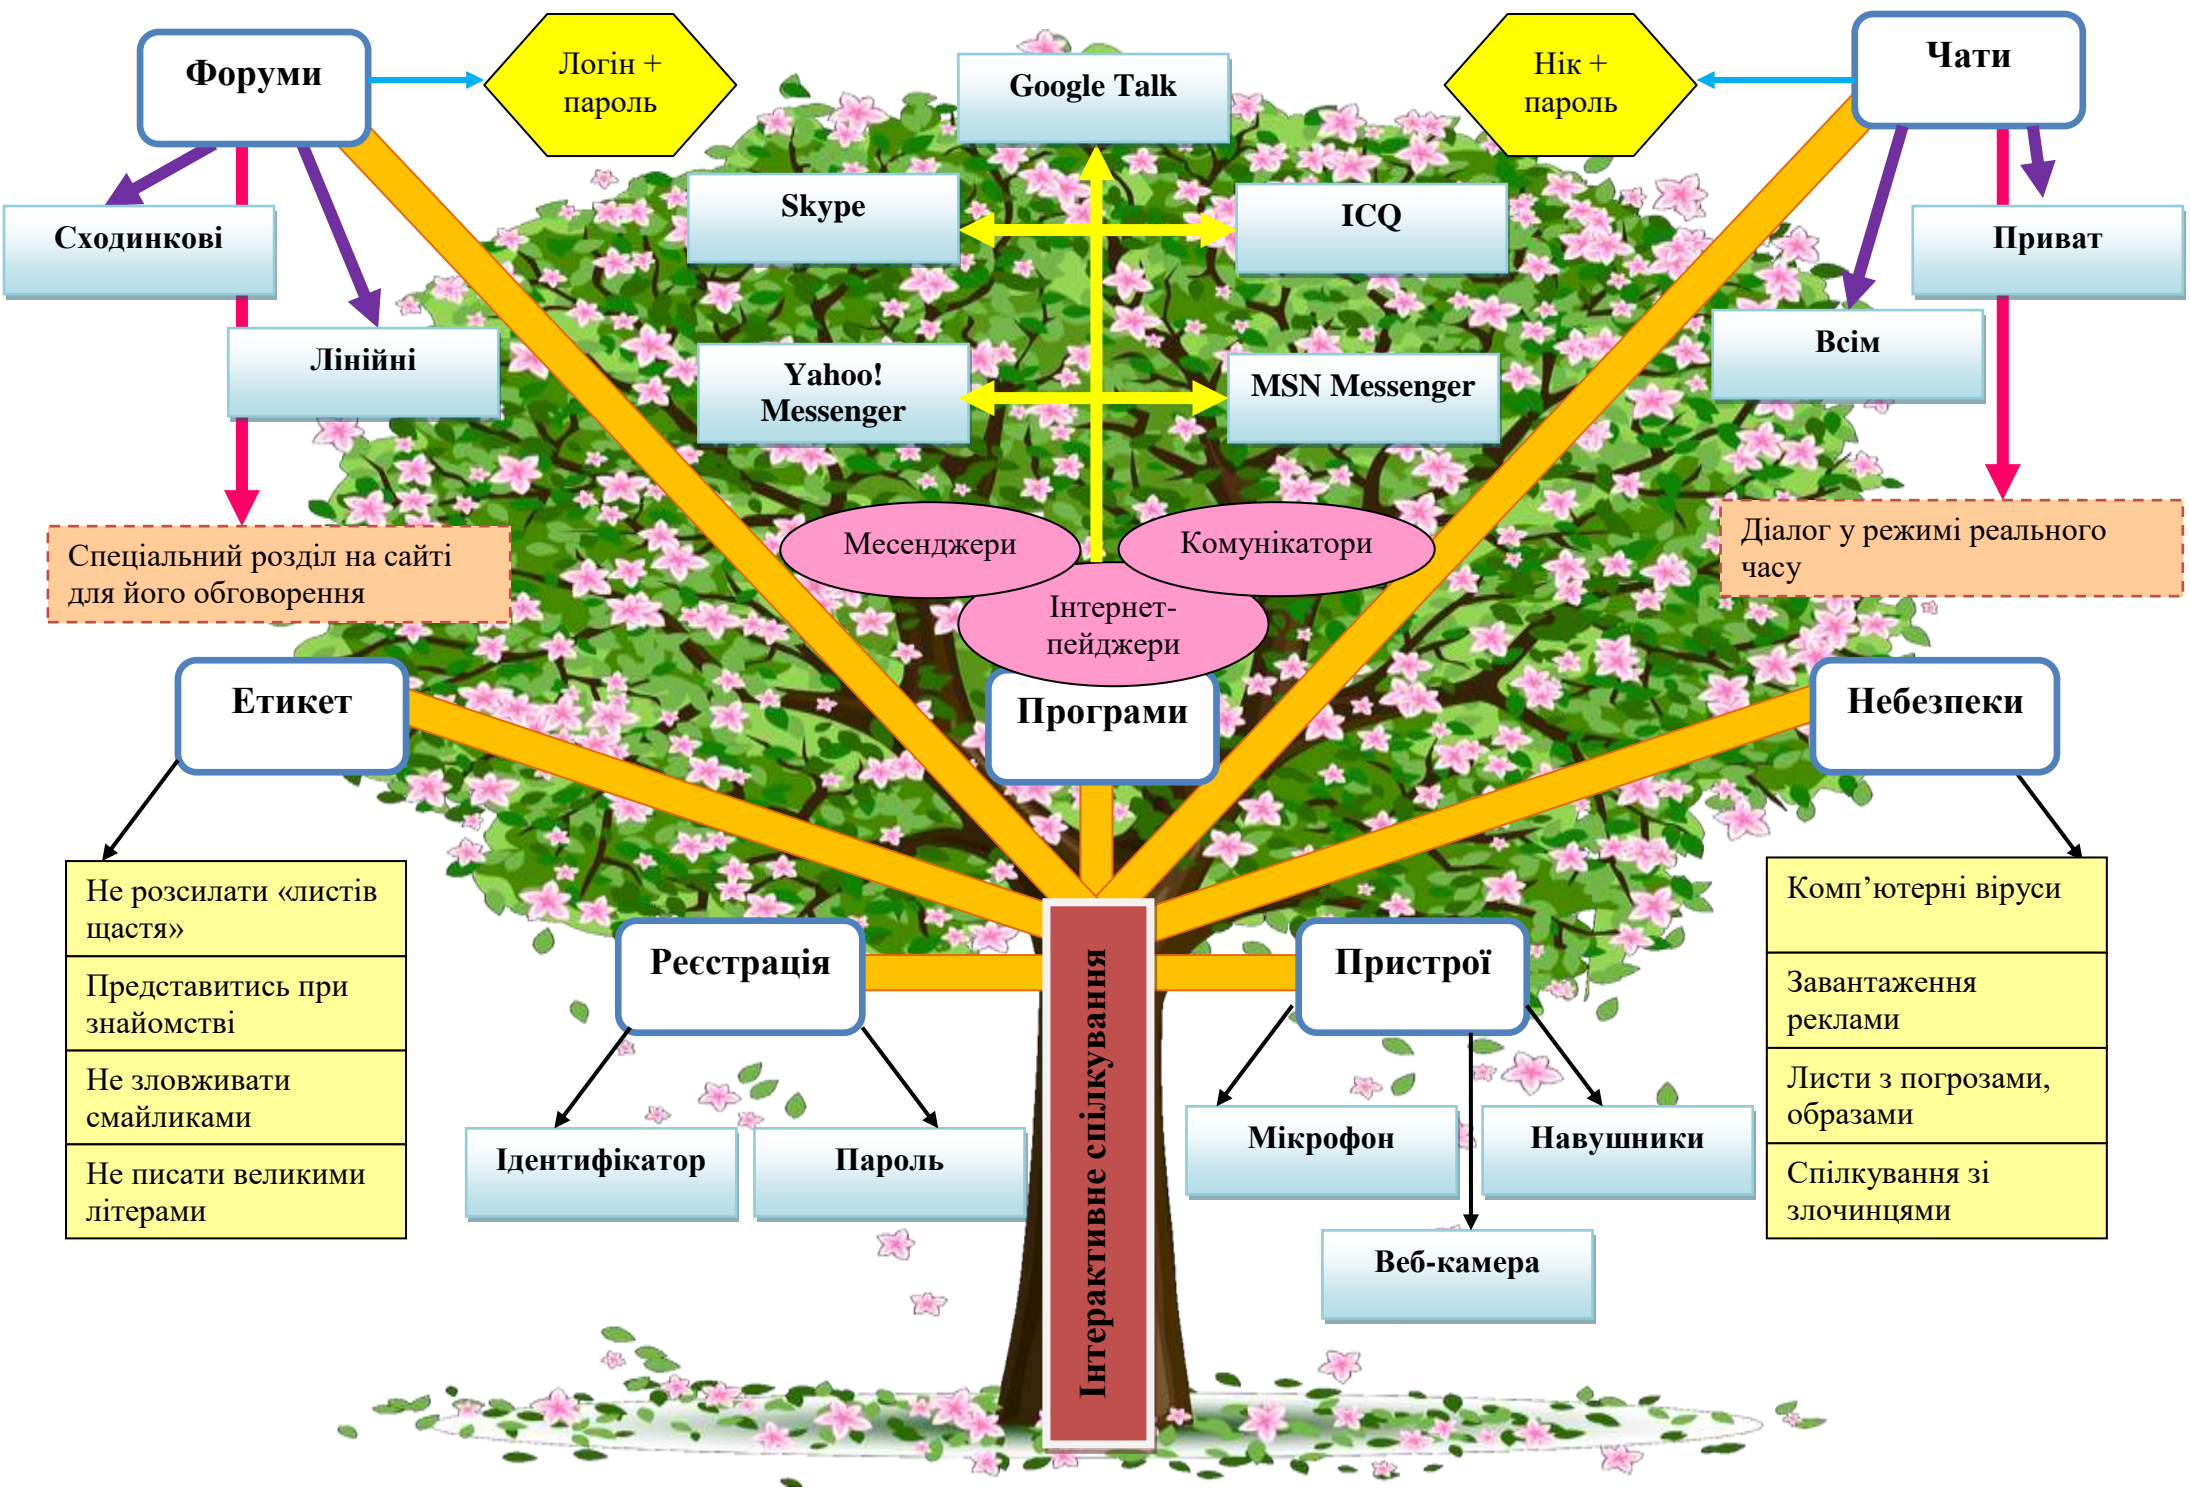 Форуми
Логін +
пароль
Google Talk
Нік +
пароль
Чати
Skype
ICQ
Сходинкові
Приват
Лінійні
Всім
Yahoo!
Messenger
MSN Messenger
Месенджери
Комунікатори
Інтернет-
пейджери
Спеціальний розділ на сайті
для його обговорення
Діалог у режимі реального
часу
Етикет
Програми
Небезпеки
Не розсилати «листів
щастя»
Представитись при
знайомстві
Не зловживати
смайликами
Не писати великими
літерами
Реєстрація
Ідентифікатор
Пароль
Інтерактивне спілкування
Пристрої
Мікрофон
Навушники
Веб-камера
Комп’ютерні віруси
Завантаження
реклами
Листи з погрозами,
образами
Спілкування зі
злочинцями